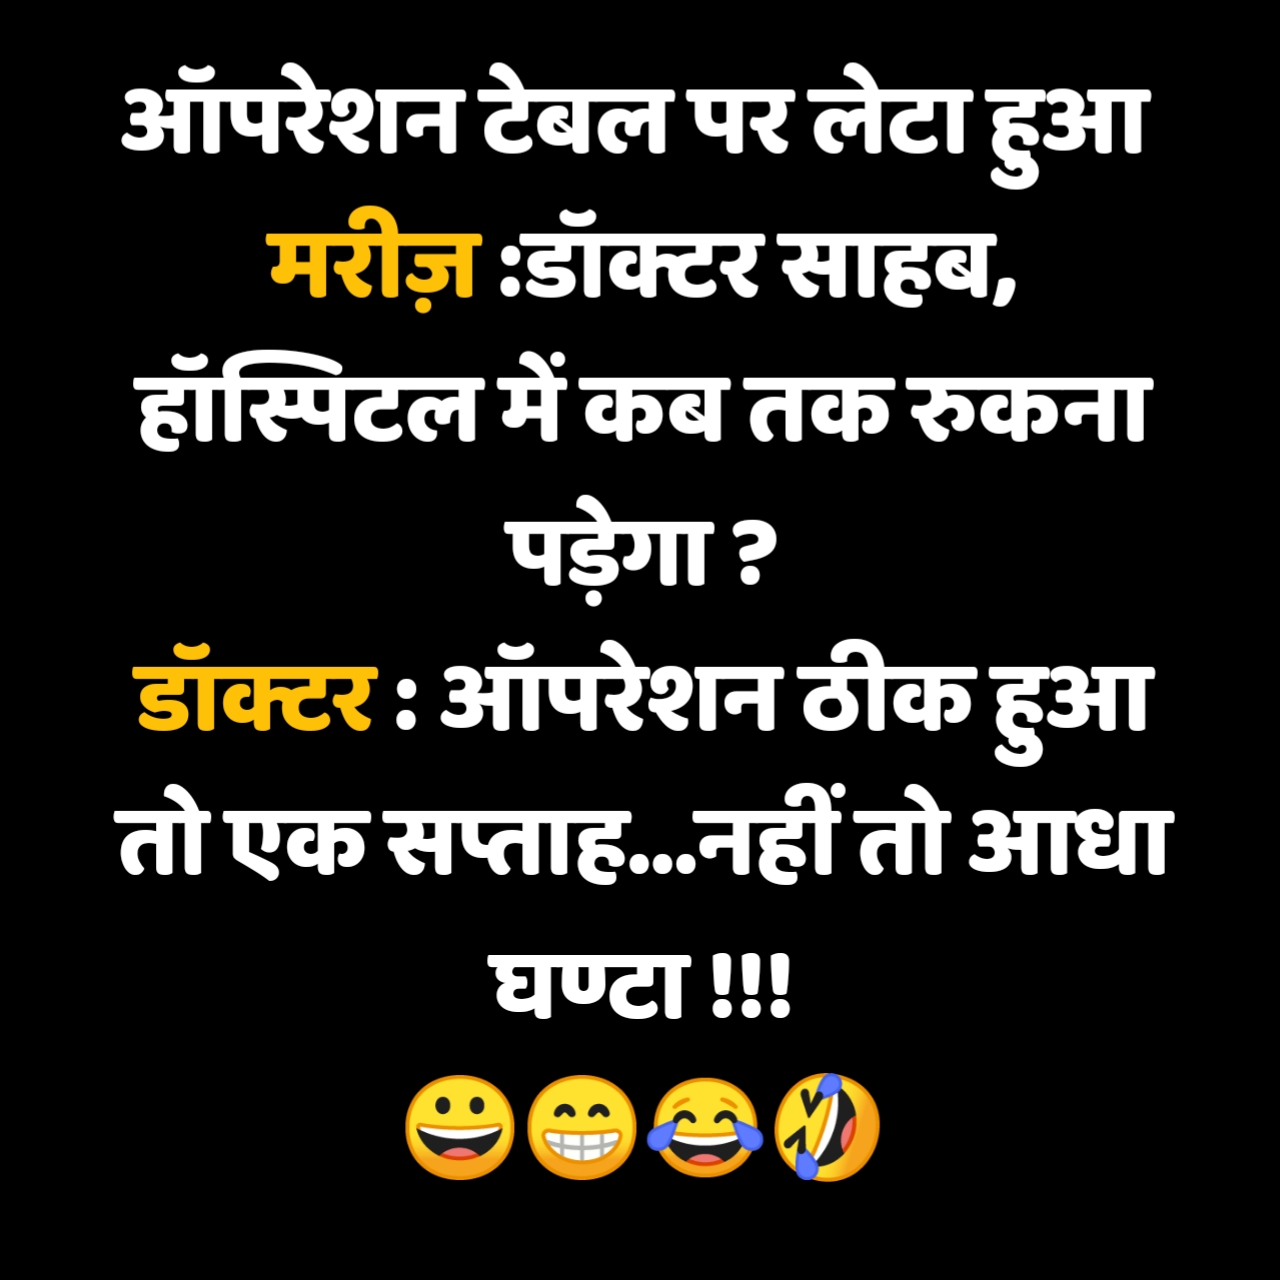 ऑपरेशन टेबल पर लेटा हुआ
मरीज़ :डॉक्टर साहब,
हॉस्पिटल में कब तक रुकना
पड़ेगा ?
डॉक्टर : ऑपरेशन ठीक हुआ
तो एक सप्ताह...नहीं तो आधा
घण्टा !!!
😀😁😂🤣